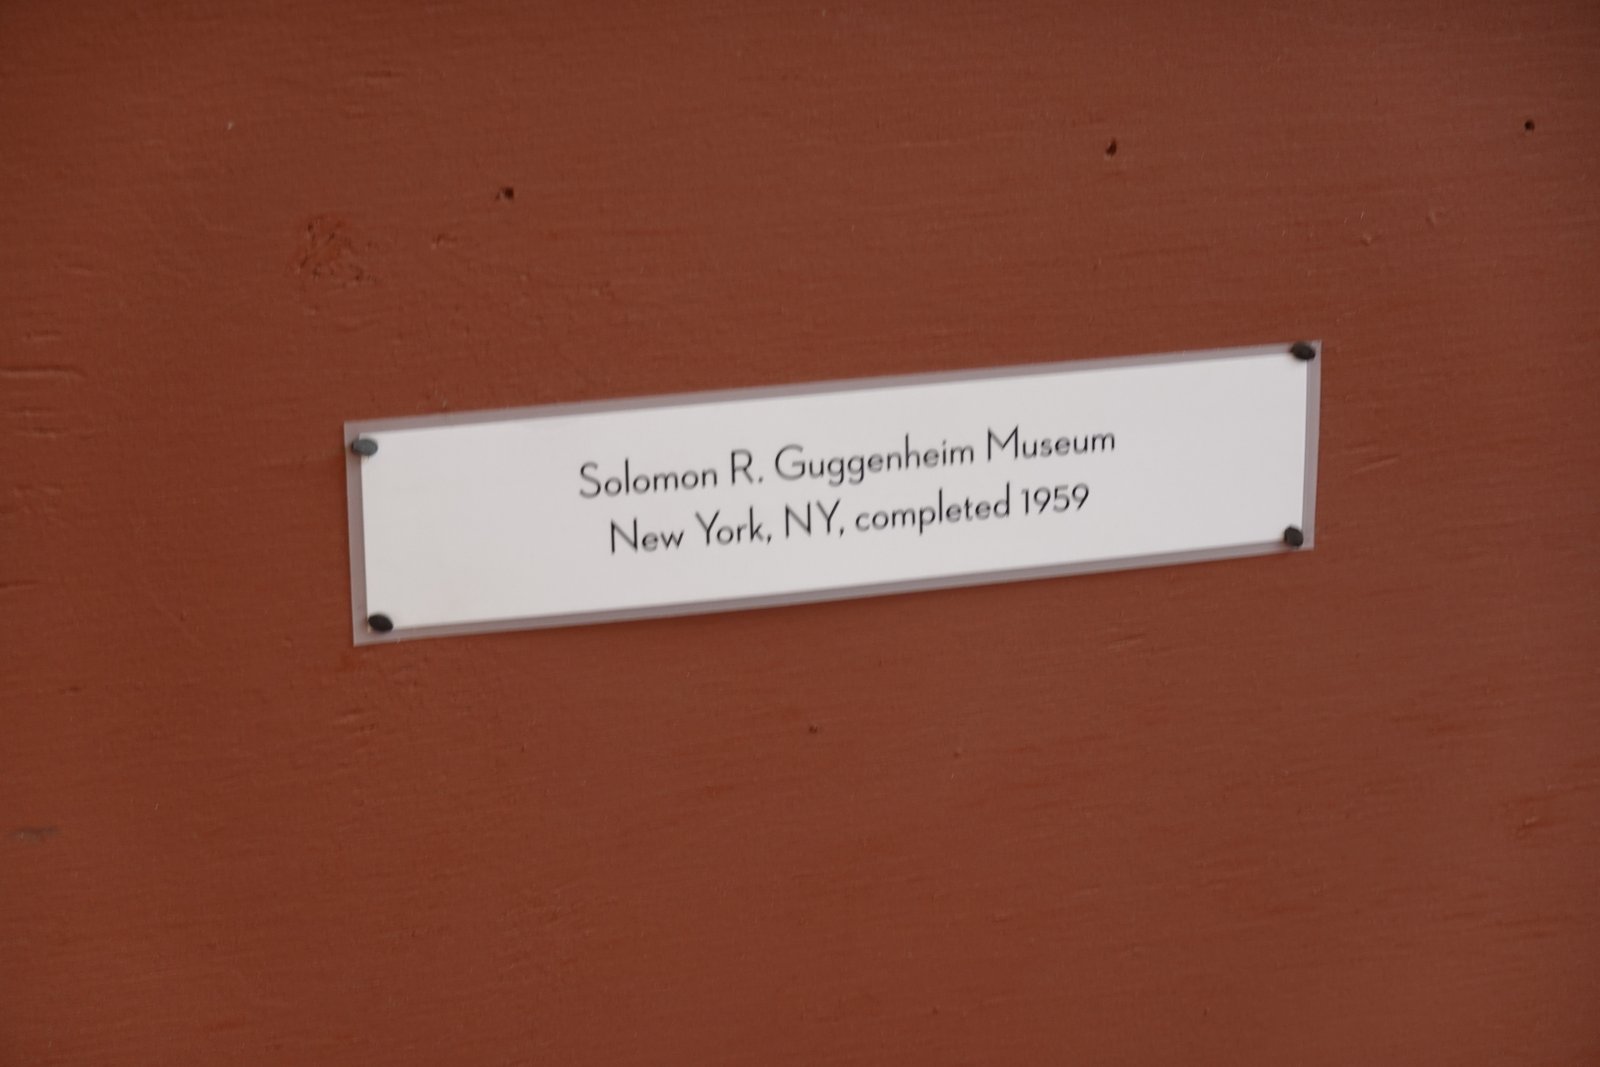 Solomon R. Guggenheim Museum
New York, NY, completed 1959